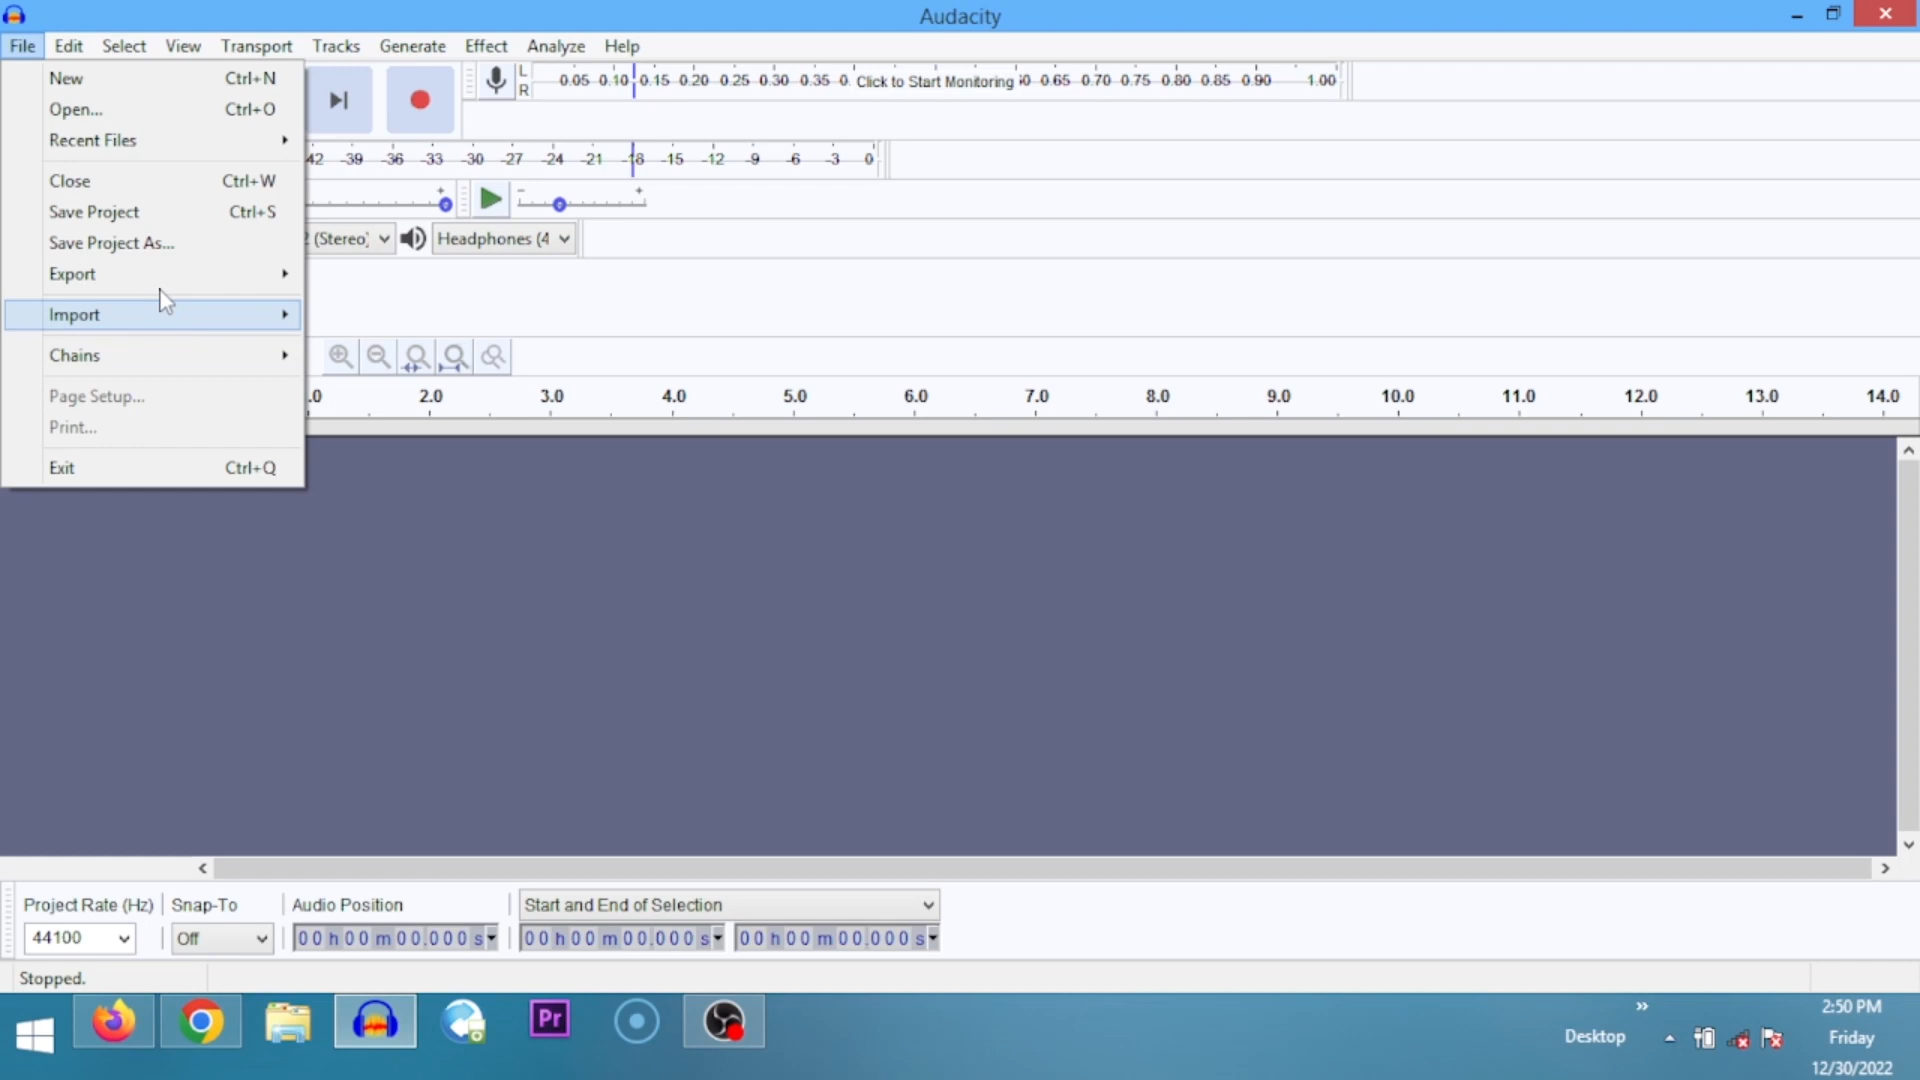 Audacity
File Edit Select View Transport Tracks Generate Effect Analyze Help
New Ctrl+N
Open... Ctrl+O
Recent Files
Close Ctrl+W
Save Project Ctrl+S
Save Project As...
Export
Import
Chains
Page Setup...
Print...
Exit Ctrl+Q
L
R
0.05 0.10 0.15 0.20 0.25 0.30 0.35 0. Click to Start Monitoring 0.65 0.70 0.75 0.80 0.85 0.90 1.00
42 -39 -36 -33 -30 -27 -24 -21 -18 -15 -12 -9 -6 -3 0
- +
2 (Stereo) Headphones (4
.0 2.0 3.0 4.0 5.0 6.0 7.0 8.0 9.0 10.0 11.0 12.0 13.0 14.0
Project Rate (Hz) Snap-To Audio Position Start and End of Selection
44100 Off 00 h 00 m 00.000 s 00 h 00 m 00.000 s 00 h 00 m 00.000 s
Stopped.
Pr
Desktop
2:50 PM
Friday
12/30/2022